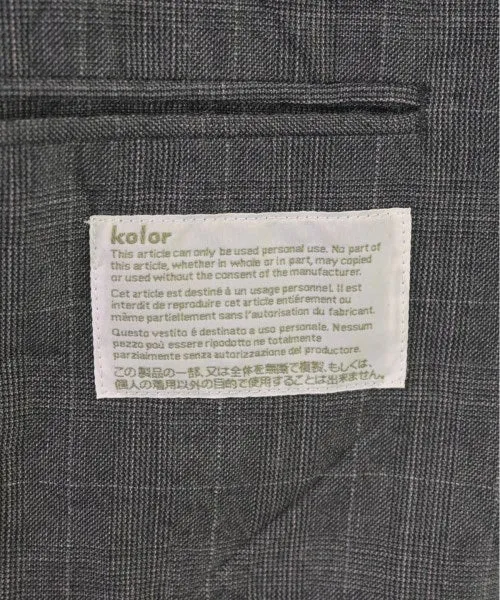 kolor
This article can only be used personal use. No part of
this article, whether in whole or in part, may copied
or used without the consent of the manufacturer.
Cet article est destiné à un usage personnel. Il est
interdit de reproduire cet article entiérement ou
même partiellement sans l'autorisation du fabricant.
Questo vestito é destinato a uso personale. Nessum
pezzo può essere ripodotto ne totalmente
parzialmente senza autorizzazione del produttore.
この製品の一部、又は全体を無断で複製、もしくは、
個人の着用以外の目的で使用することは出来ません。